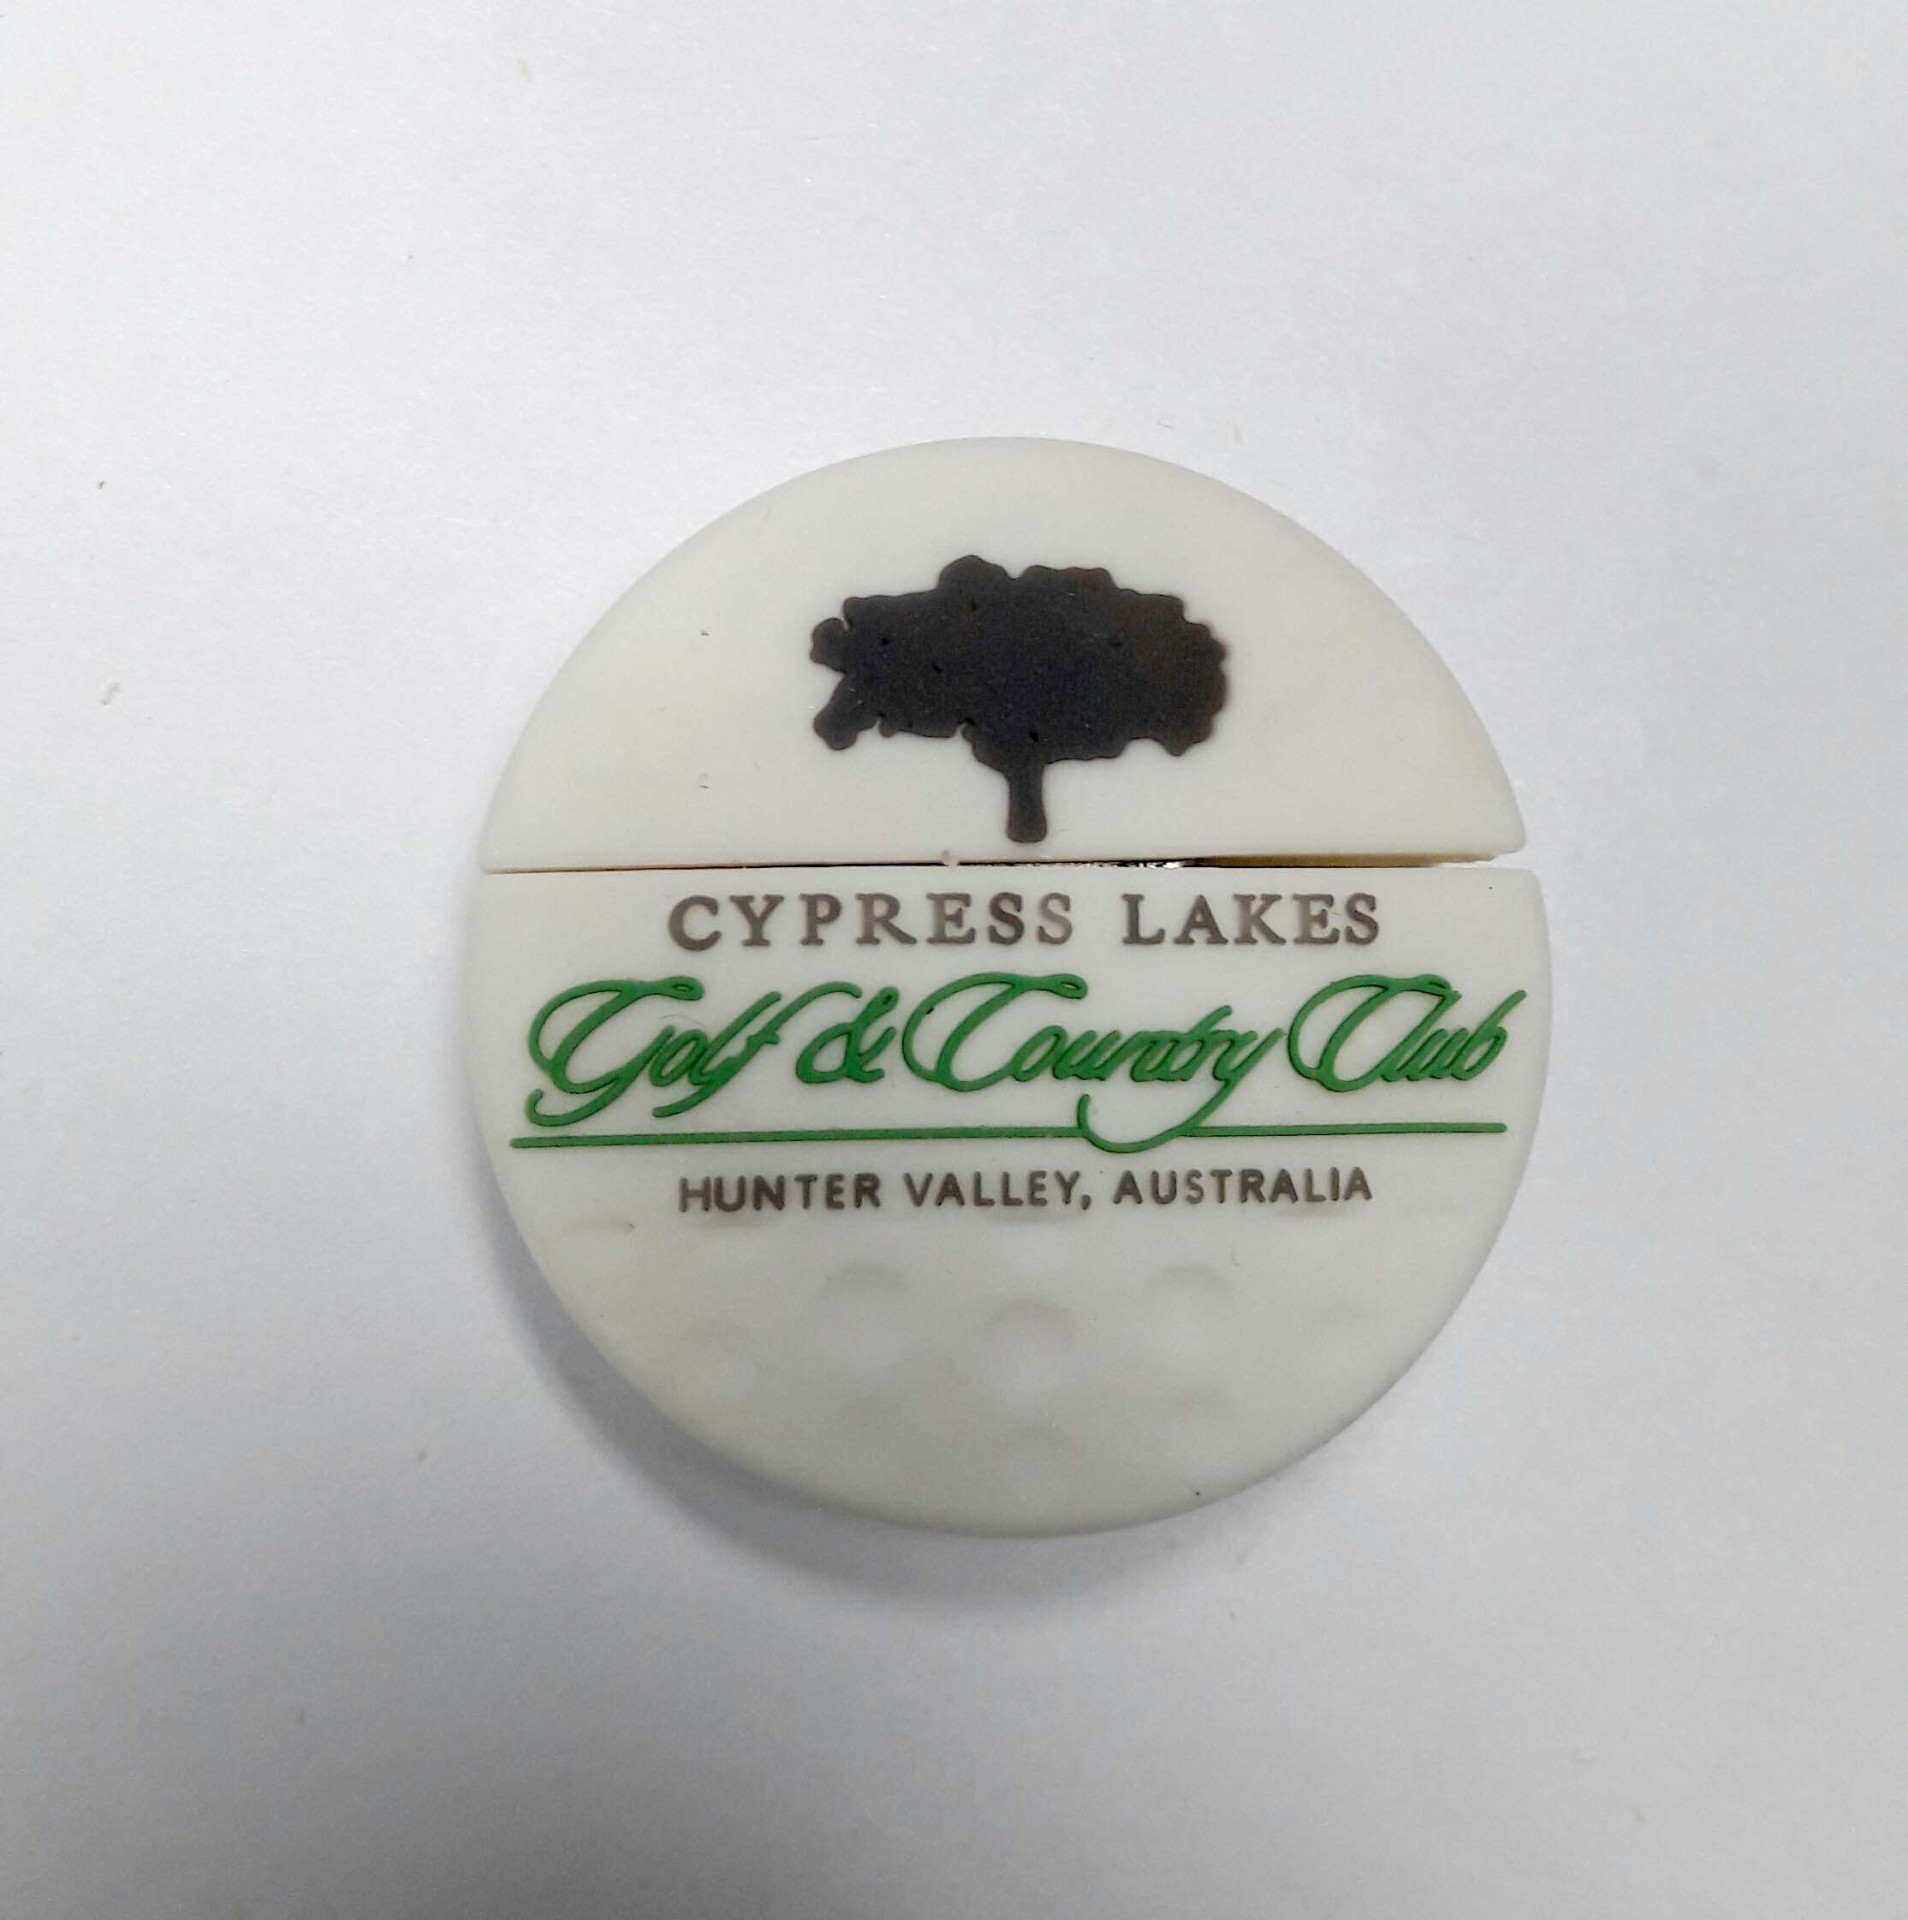 CYPRESS LAKES
Golf & Country Club
HUNTER VALLEY, AUSTRALIA